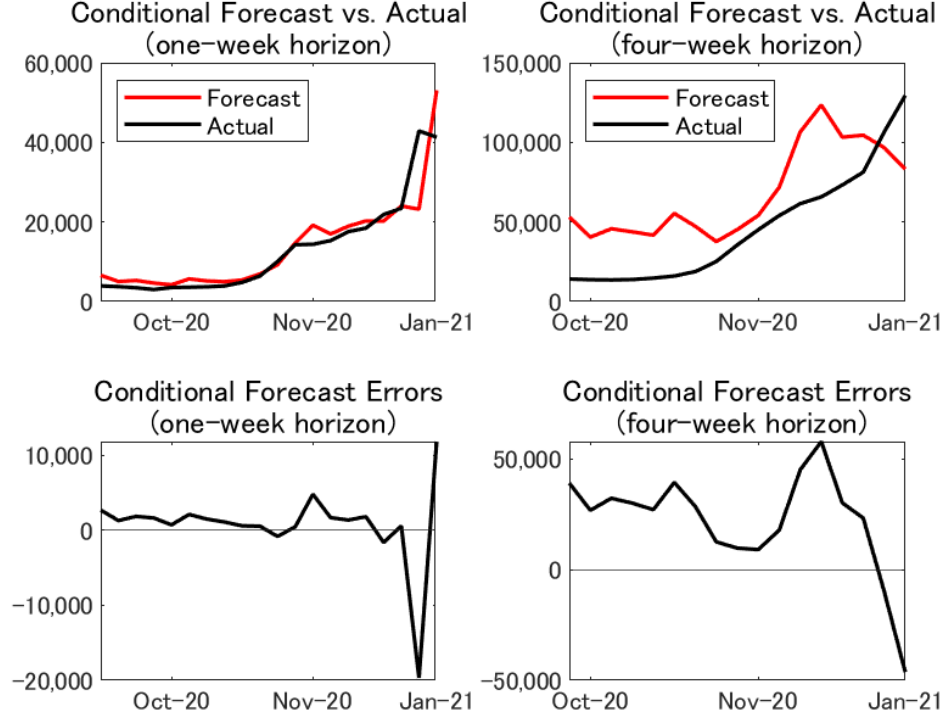 Conditional Forecast vs. Actual
(one-week horizon)
60,000
40,000
20,000
0
Forecast
Actual
Oct-20
Nov-20
Jan-21
Conditional Forecast vs. Actual
(four-week horizon)
150,000
100,000
50,000
0
Forecast
Actual
Oct-20
Nov-20
Jan-21
Conditional Forecast Errors
(one-week horizon)
10,000
0
-10,000
-20,000
Oct-20
Nov-20
Jan-21
Conditional Forecast Errors
(four-week horizon)
50,000
0
-50,000
Oct-20
Nov-20
Jan-21